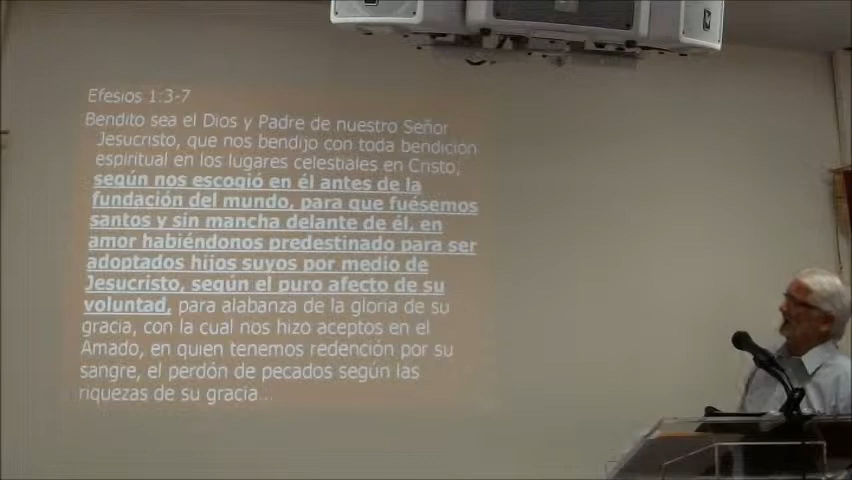 Efesios 1:3-7
Bendito sea el Dios y Padre de nuestro Señor
Jesucristo, que nos bendijo con toda bendición
espiritual en los lugares celestiales en Cristo,
según nos escogió en él antes de la
fundación del mundo, para que fuésemos
santos y sin mancha delante de él, en
amor habiéndonos predestinado para ser
adoptados hijos suyos por medio de
Jesucristo, según el puro afecto de su
voluntad, para alabanza de la gloria de su
gracia, con la cual nos hizo aceptos en el
Amado, en quien tenemos redención por su
sangre, el perdón de pecados según las
riquezas de su gracia...